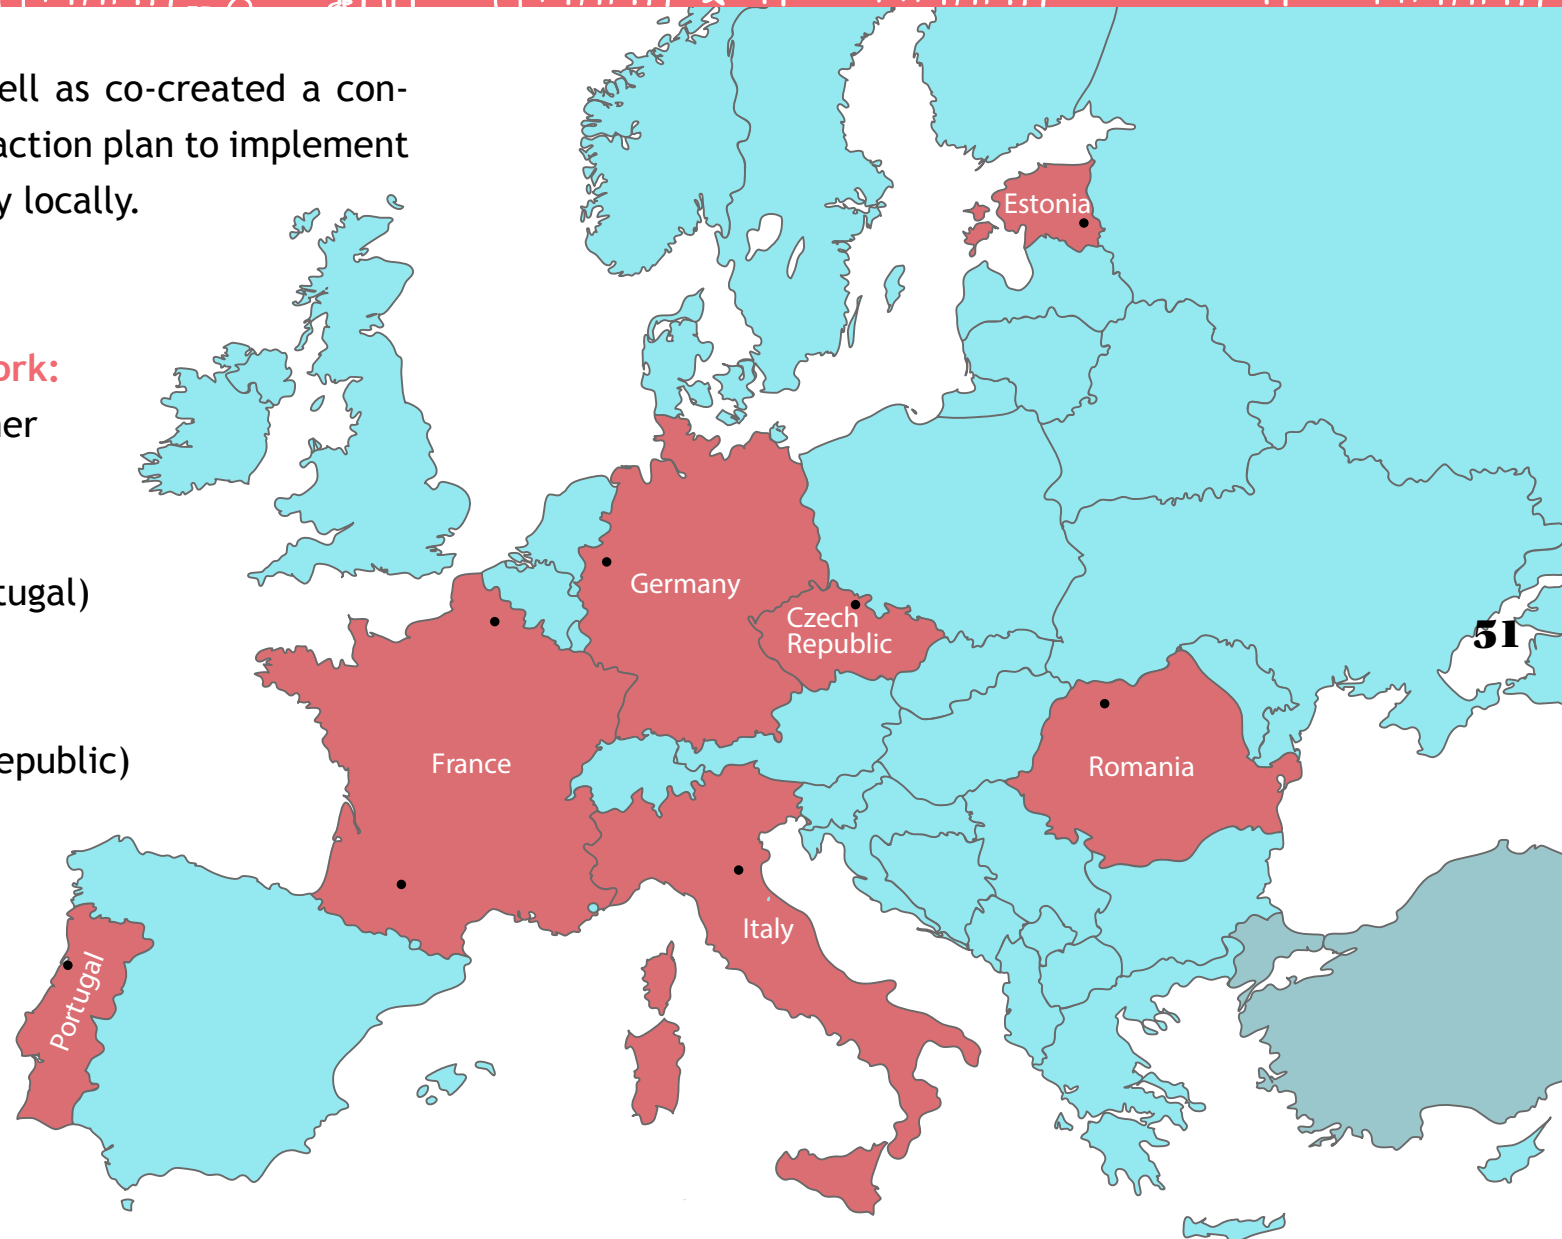 ell as co-created a con-
action plan to implement
y locally.
ork:
ner
tugal)
epublic)
Estonia
Germany
Czech
Republic
51
France
Romania
Italy
Portugal